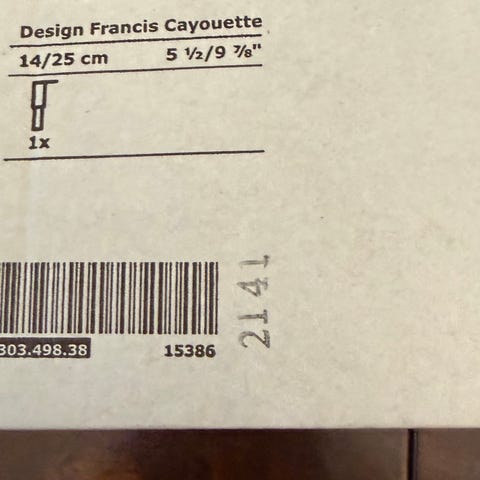 Design Francis Cayouette
14/25 cm 5 ½/9 ⅞"
1x
303.498.38 15386
2141